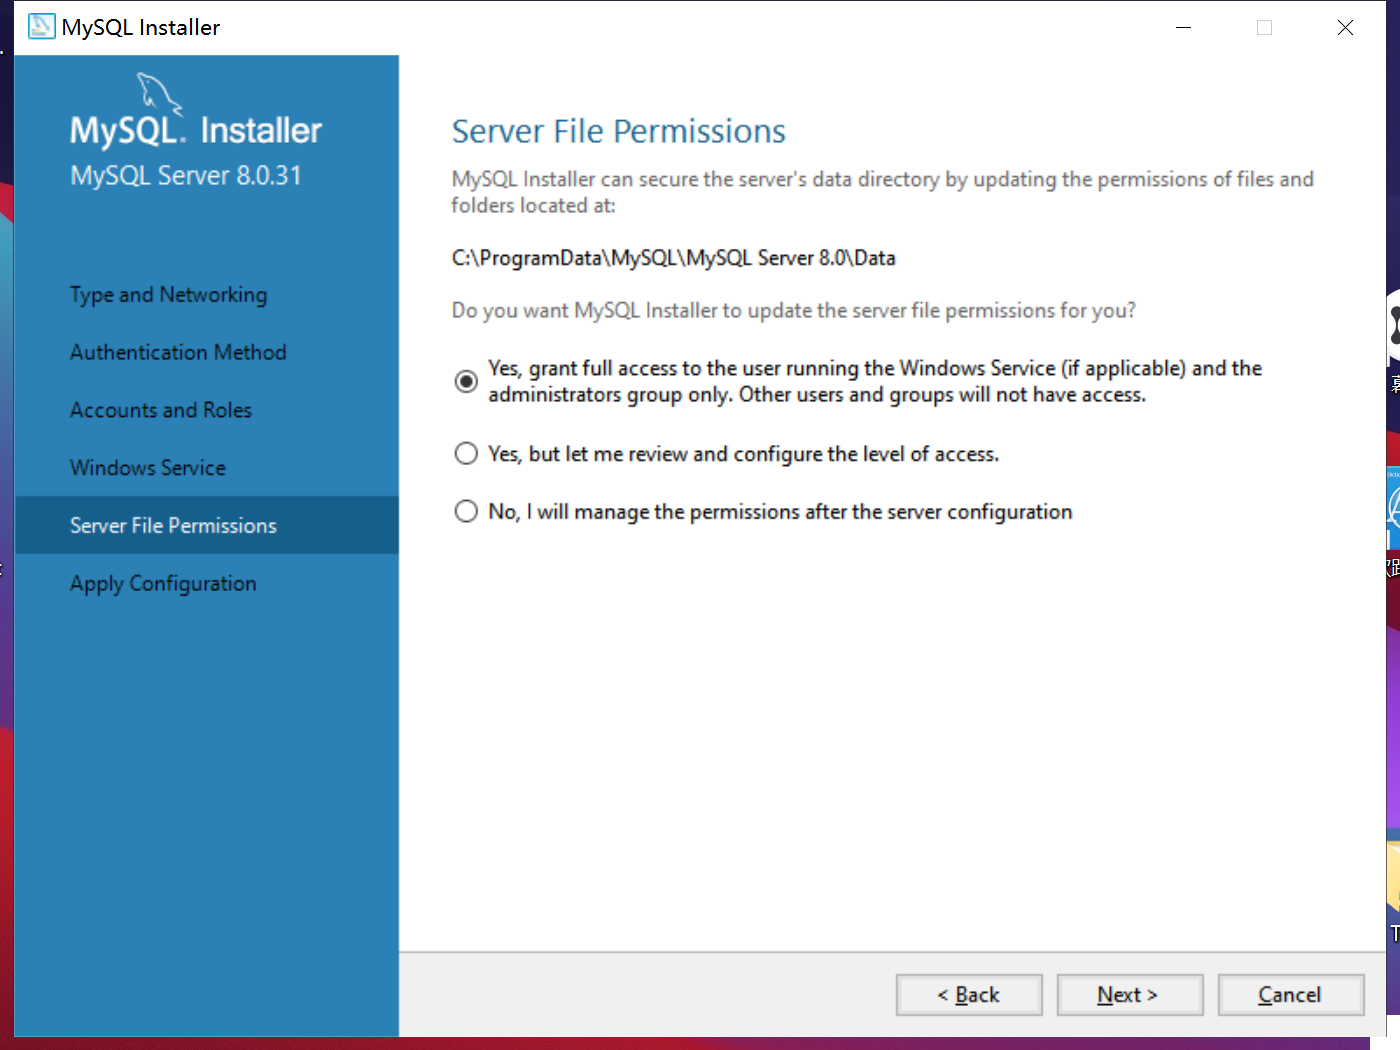 MySQL Installer
MySQL. Installer
MySQL Server 8.0.31
Type and Networking
Authentication Method
Accounts and Roles
Windows Service
Server File Permissions
Apply Configuration
Server File Permissions
MySQL Installer can secure the server's data directory by updating the permissions of files and
folders located at:
C:\ProgramData\MySQL\MySQL Server 8.0\Data
Do you want MySQL Installer to update the server file permissions for you?
Yes, grant full access to the user running the Windows Service (if applicable) and the
administrators group only. Other users and groups will not have access.
Yes, but let me review and configure the level of access.
No, I will manage the permissions after the server configuration
< Back
Next >
Cancel